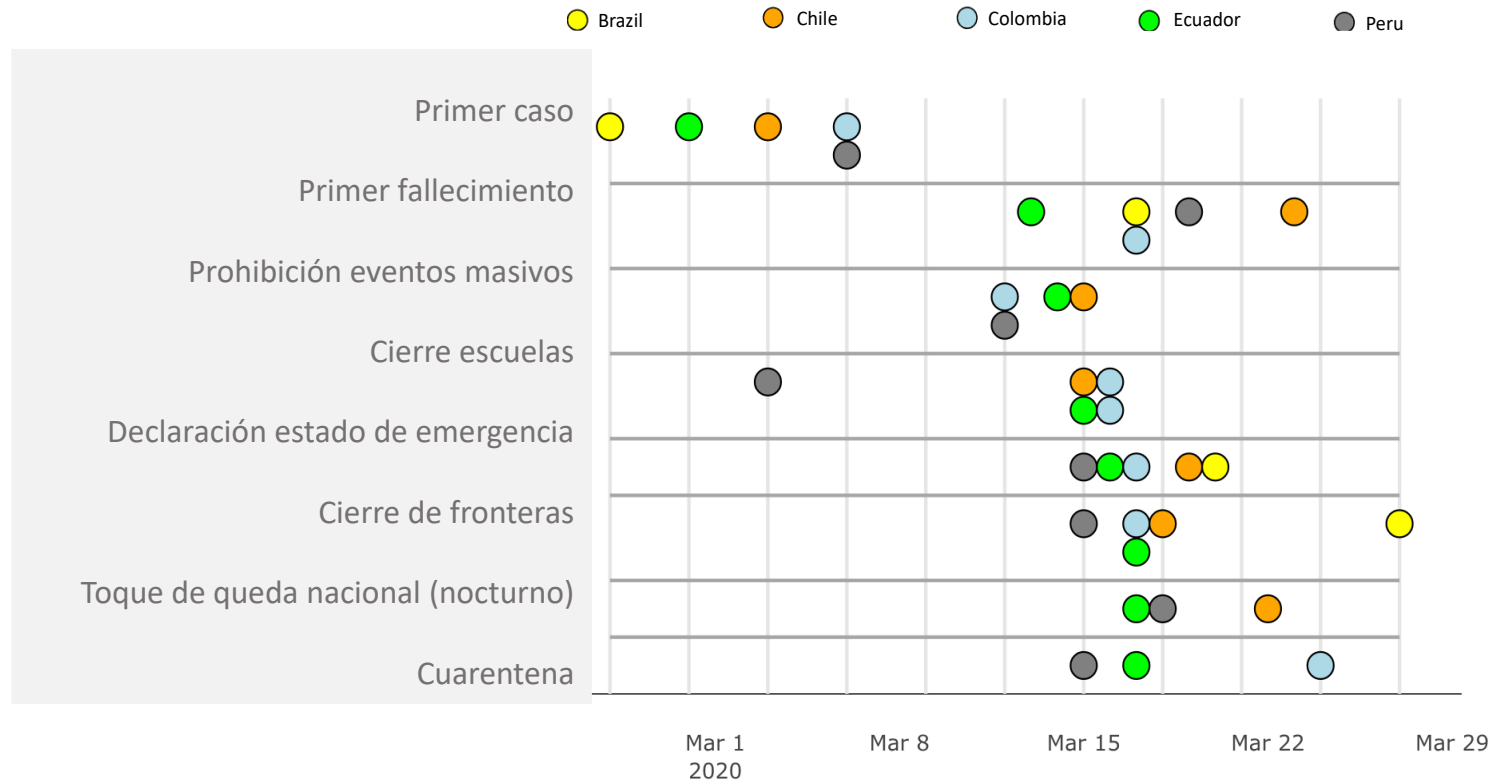 Brazil
Chile
Colombia
Ecuador
Peru
Primer caso
Primer fallecimiento
Prohibición eventos masivos
Cierre escuelas
Declaración estado de emergencia
Cierre de fronteras
Toque de queda nacional (nocturno)
Cuarentena
Mar 1
2020
Mar 8
Mar 15
Mar 22
Mar 29